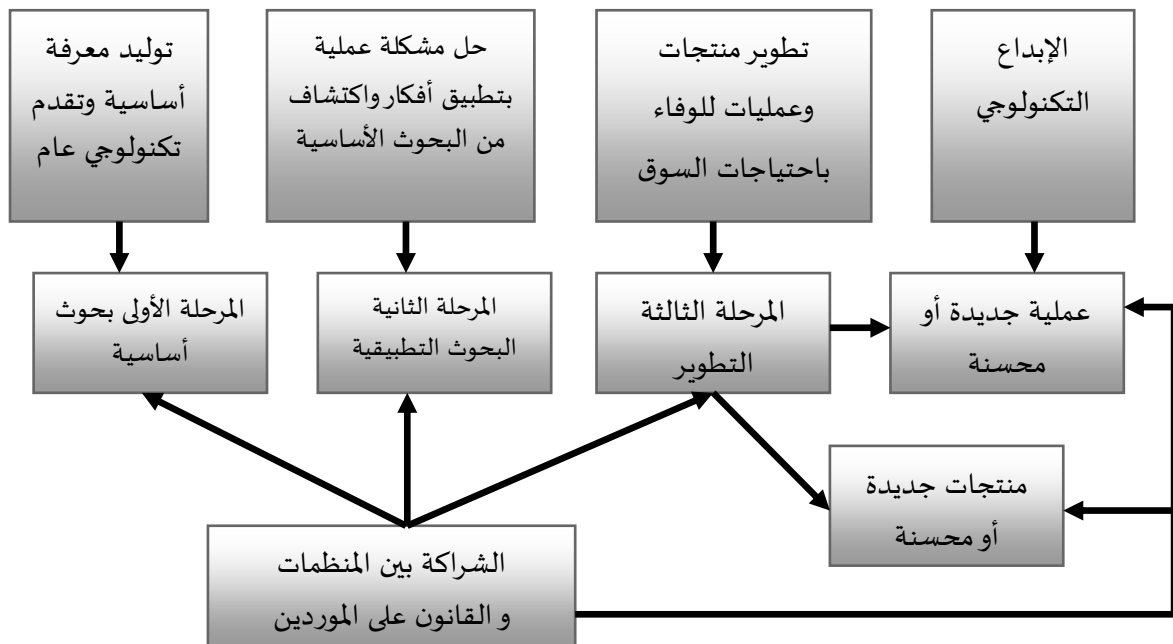 الإبداع
التكنولوجي
تطوير منتجات
وعمليات للوفاء
باحتياجات السوق
حل مشكلة عملية
بتطبيق أفكار واكتشاف
من البحوث الأساسية
توليد معرفة
أساسية وتقدم
تكنولوجي عام
عملية جديدة أو
محسنة
المرحلة الثالثة
التطوير
المرحلة الثانية
البحوث التطبيقية
المرحلة الأولى بحوث
أساسية
منتجات جديدة
أو محسنة
الشراكة بين المنظمات
و القانون على الموردين